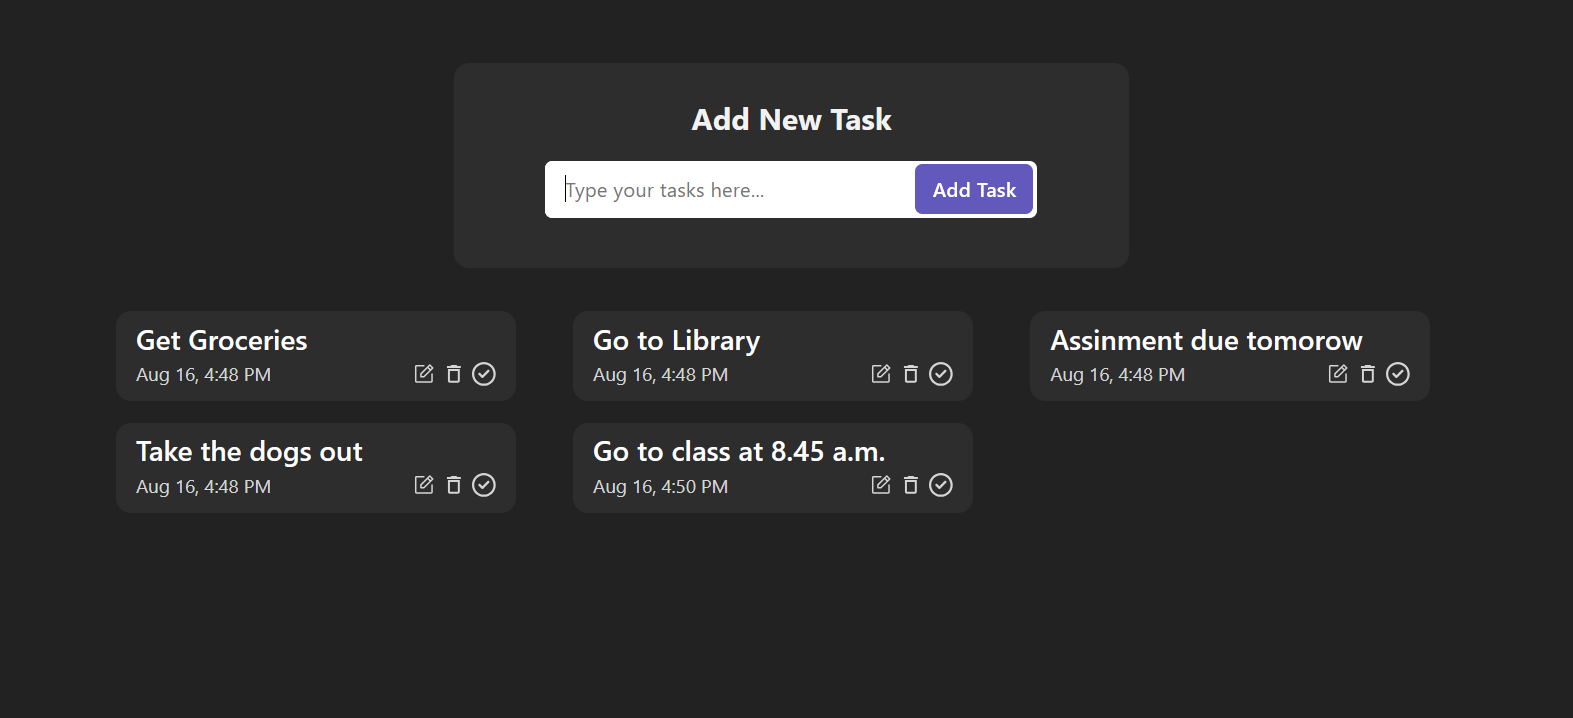 Add New Task
Type your tasks here...
Add Task
Get Groceries
Aug 16, 4:48 PM
Go to Library
Aug 16, 4:48 PM
Assinment due tomorow
Aug 16, 4:48 PM
Take the dogs out
Aug 16, 4:48 PM
Go to class at 8.45 a.m.
Aug 16, 4:50 PM